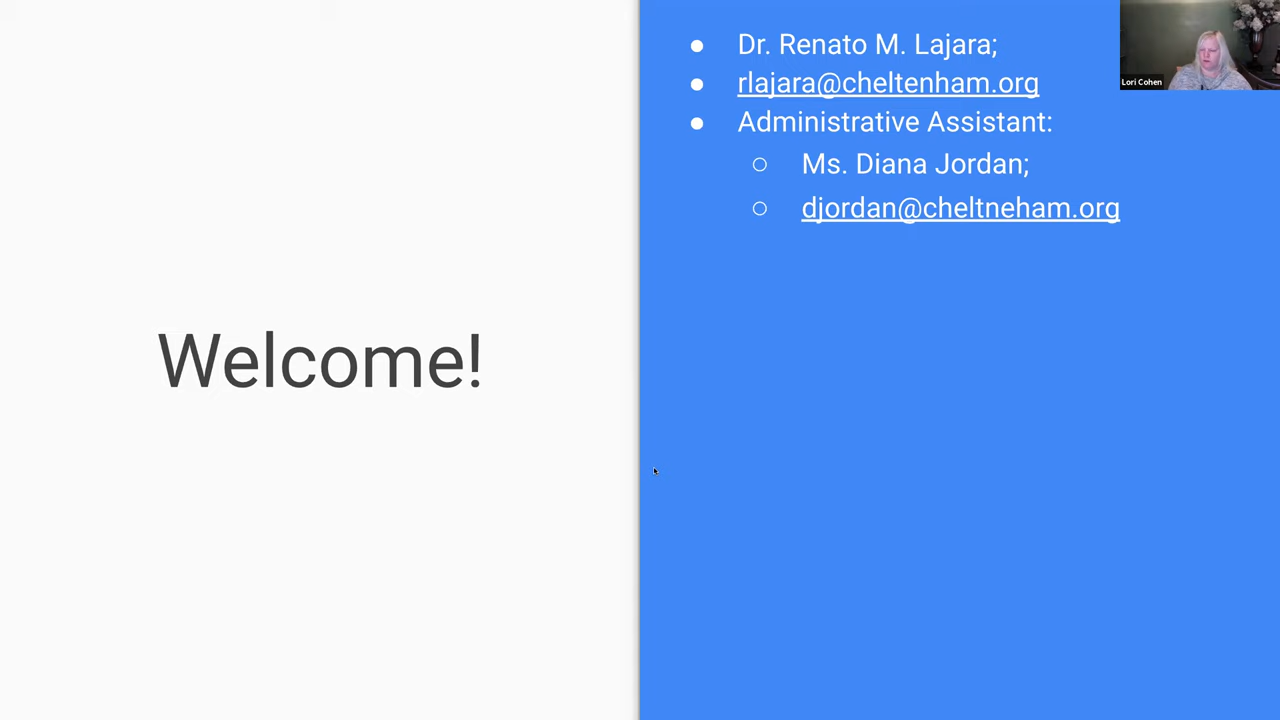 Welcome!
Dr. Renato M. Lajara;
rlajara@cheltenham.org
Administrative Assistant:
Ms. Diana Jordan;
djordan@cheltneham.org
Lori Cohen